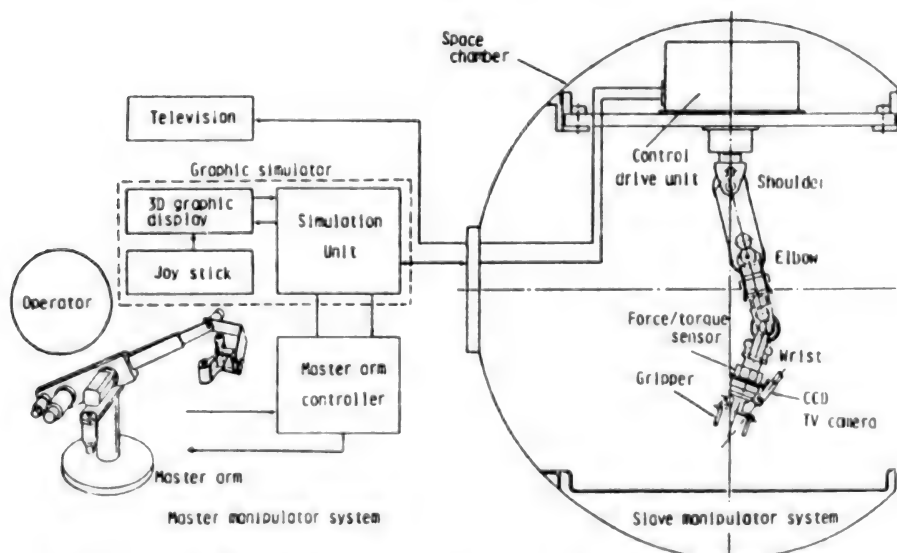 Space
chamber
Television
Graphic simulator
3D graphic
display
Simulation
Unit
Joy stick
Operator
Master arm
controller
Master arm
Master manipulator system
Control
drive unit
Shoulder
Elbow
Force/torque
sensor
Wrist
Gripper
CCD
TV camera
Slave manipulator system